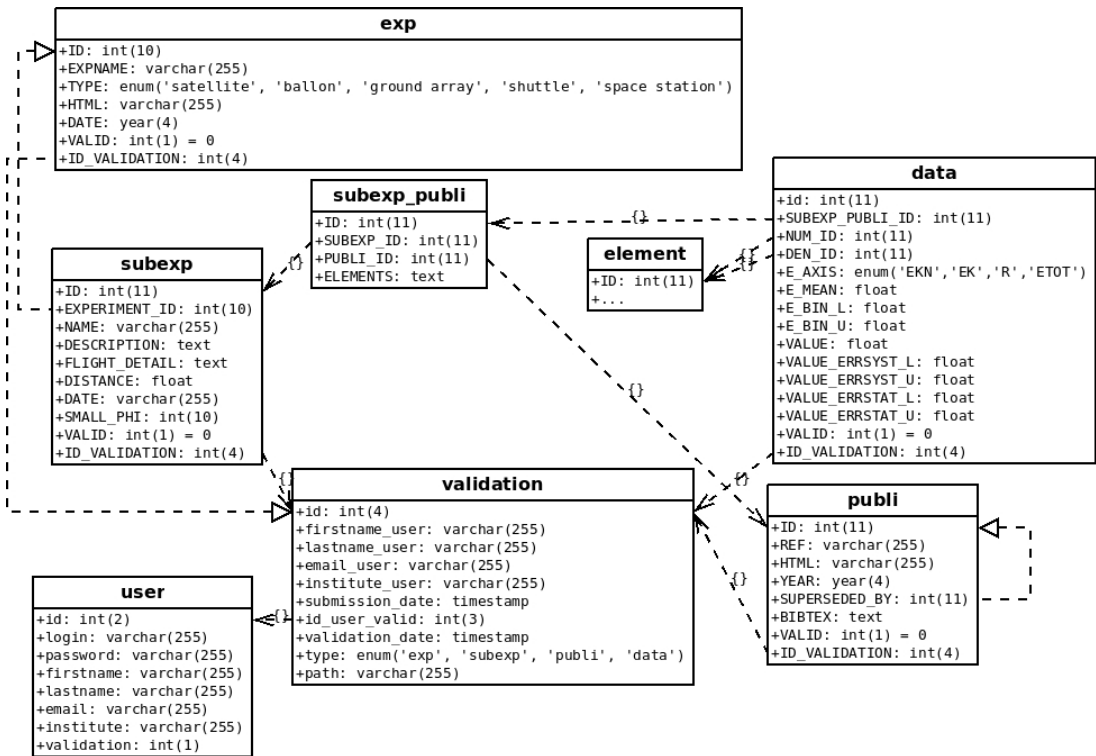 exp
+ID: int(10)
+EXPNAME: varchar(255)
+TYPE: enum('satellite', 'ballon', 'ground array', 'shuttle', 'space station')
+HTML: varchar(255)
+DATE: year(4)
+VALID: int(1) = 0
+ID_VALIDATION: int(4)
subexp_publi
+ID: int(11)
+SUBEXP_ID: int(11)
+PUBLI_ID: int(11)
+ELEMENTS: text
data
+id: int(11)
+SUBEXP_PUBLI_ID: int(11)
+NUM_ID: int(11)
+DEN_ID: int(11)
+E_AXIS: enum('EKN','EK','R','ETOT')
+E_MEAN: float
+E_BIN_L: float
+E_BIN_U: float
+VALUE: float
+VALUE_ERRSYST_L: float
+VALUE_ERRSYST_U: float
+VALUE_ERRSTAT_L: float
+VALUE_ERRSTAT_U: float
+VALID: int(1) = 0
+ID_VALIDATION: int(4)
element
+ID: int(11)
+...
subexp
+ID: int(11)
+EXPERIMENT_ID: int(10)
+NAME: varchar(255)
+DESCRIPTION: text
+FLIGHT_DETAIL: text
+DISTANCE: float
+DATE: varchar(255)
+SMALL_PHI: int(10)
+VALID: int(1) = 0
+ID_VALIDATION: int(4)
{}
{}
{}
{}
{}
{}
{}
{}
{}
validation
+id: int(4)
+firstname_user: varchar(255)
+lastname_user: varchar(255)
+email_user: varchar(255)
+institute_user: varchar(255)
+submission_date: timestamp
+id_user_valid: int(3)
+validation_date: timestamp
+type: enum('exp', 'subexp', 'publi', 'data')
+path: varchar(255)
publi
+ID: int(11)
+REF: varchar(255)
+HTML: varchar(255)
+YEAR: year(4)
+SUPERSEDED_BY: int(11)
+BIBTEX: text
+VALID: int(1) = 0
+ID_VALIDATION: int(4)
user
+id: int(2)
+login: varchar(255)
+password: varchar(255)
+firstname: varchar(255)
+lastname: varchar(255)
+email: varchar(255)
+institute: varchar(255)
+validation: int(1)